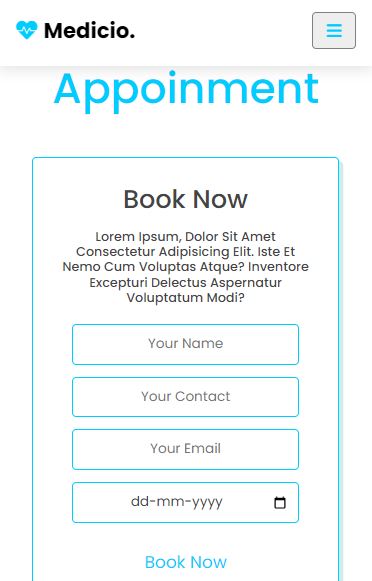 Medicio.
Appoinment
Book Now
Lorem Ipsum, Dolor Sit Amet
Consectetur Adipisicing Elit. Iste Et
Nemo Cum Voluptas Atque? Inventore
Excepturi Delectus Aspernatur
Voluptatum Modi?
Your Name
Your Contact
Your Email
dd-mm-yyyy
Book Now